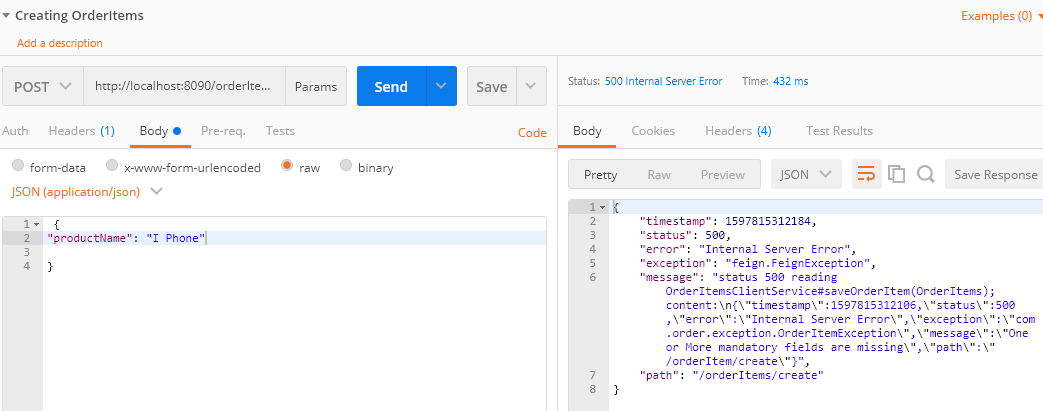 Creating OrderItems
Examples (0)
Add a description
POST http://localhost:8090/orderIte... Params Send Save
Status: 500 Internal Server Error Time: 432 ms
Auth Headers (1) Body Pre-req. Tests Code
Body Cookies Headers (4) Test Results
form-data x-www-form-urlencoded raw binary
JSON (application/json)
Pretty Raw Preview JSON Save Response
1 {
2 "productName": "I Phone"
3
4 }
1 {
2 "timestamp": 1597815312184,
3 "status": 500,
4 "error": "Internal Server Error",
5 "exception": "feign.FeignException",
6 "message": "status 500 reading
OrderItemsClientService#saveOrderItem(OrderItems);
content:\n{\"timestamp\":1597815312106,\"status\":500
,\"error\":\"Internal Server Error\",\"exception\":\"com
.order.exception.OrderItemException\",\"message\":\"One
or More mandatory fields are missing\",\"path\":\"
/orderItem/create\"}",
7 "path": "/orderItems/create"
8 }